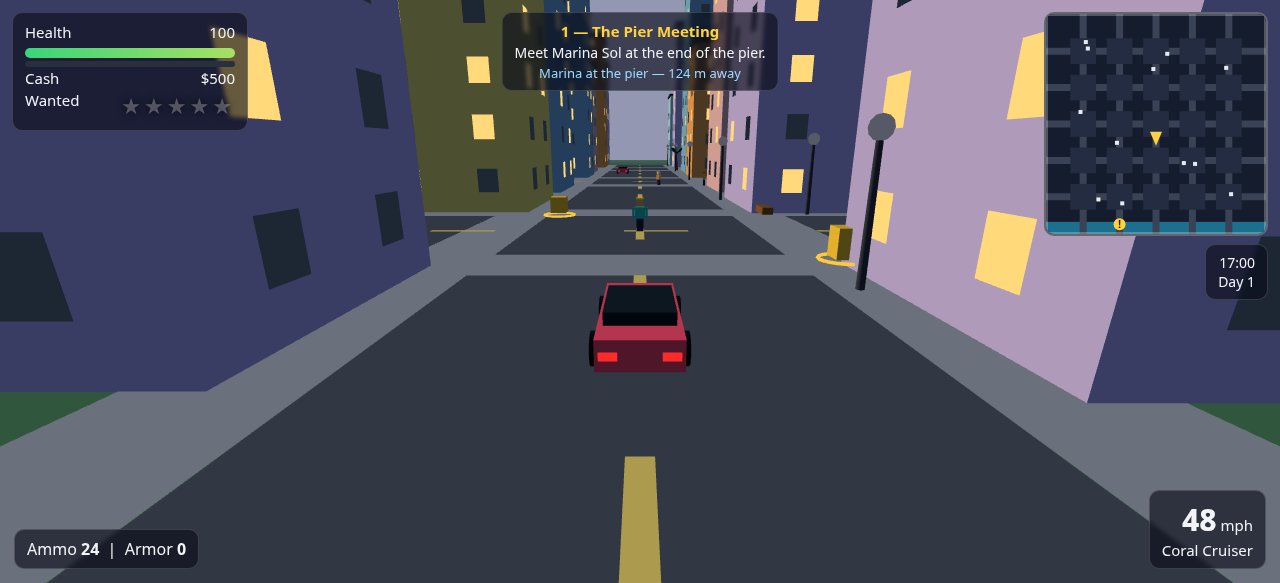 Health 100
Cash $500
Wanted ★★★★★
1 — The Pier Meeting
Meet Marina Sol at the end of the pier.
Marina at the pier — 124 m away
!
17:00
Day 1
Ammo 24 | Armor 0
48 mph
Coral Cruiser